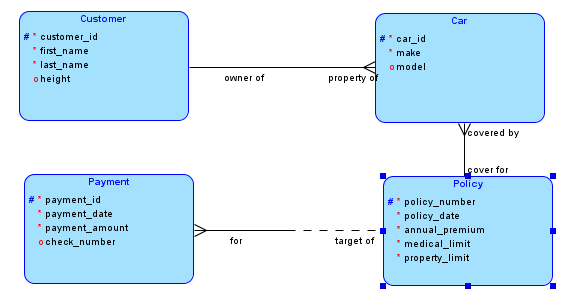 Customer
# * customer_id
* first_name
* last_name
o height
Car
# * car_id
* make
o model
owner of
property of
covered by
cover for
Payment
# * payment_id
* payment_date
* payment_amount
o check_number
Policy
# * policy_number
* policy_date
* annual_premium
* medical_limit
* property_limit
for
target of